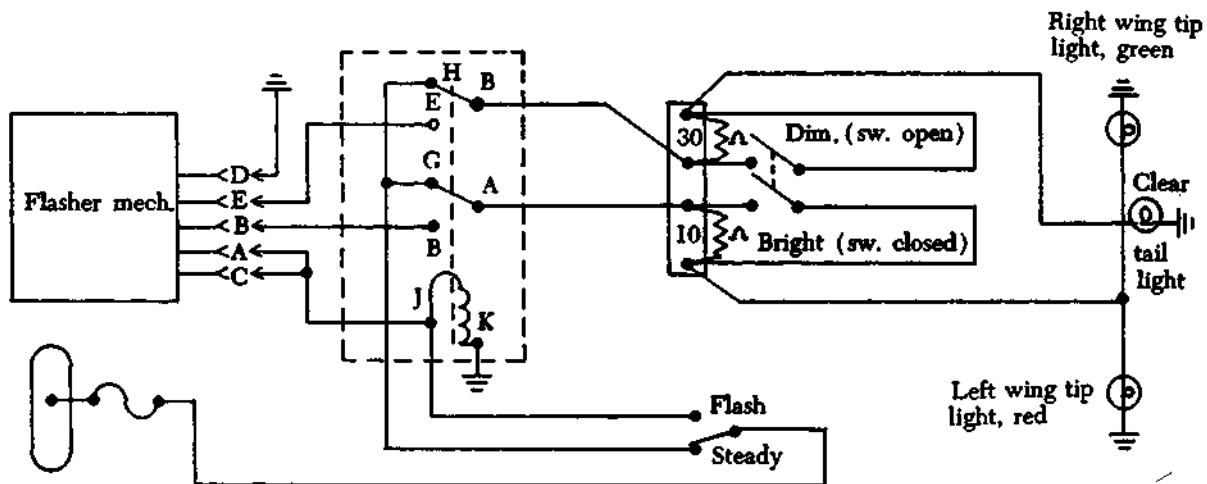 Right wing tip
light, green
H
B
E
30
Dim. (sw. open)
D
G
Flasher mech.
E
A
Clear
B
A
B
10
Bright (sw. closed)
tail
light
C
J
K
Left wing tip
light, red
Flash
Steady